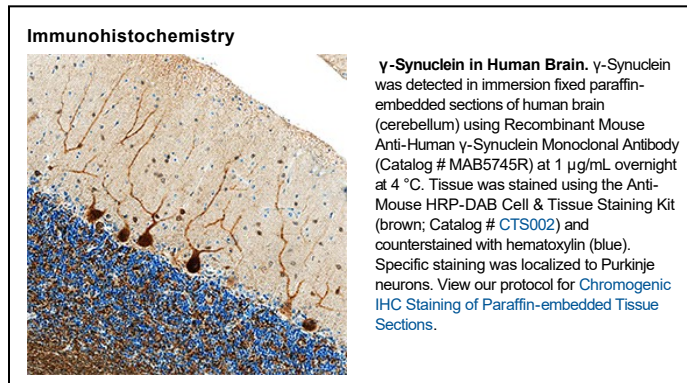 Immunohistochemistry
γ-Synuclein in Human Brain. γ-Synuclein
was detected in immersion fixed paraffin-
embedded sections of human brain
(cerebellum) using Recombinant Mouse
Anti-Human γ-Synuclein Monoclonal Antibody
(Catalog # MAB5745R) at 1 µg/mL overnight
at 4 °C. Tissue was stained using the Anti-
Mouse HRP-DAB Cell & Tissue Staining Kit
(brown; Catalog # CTS002) and
counterstained with hematoxylin (blue).
Specific staining was localized to Purkinje
neurons. View our protocol for Chromogenic
IHC Staining of Paraffin-embedded Tissue
Sections.